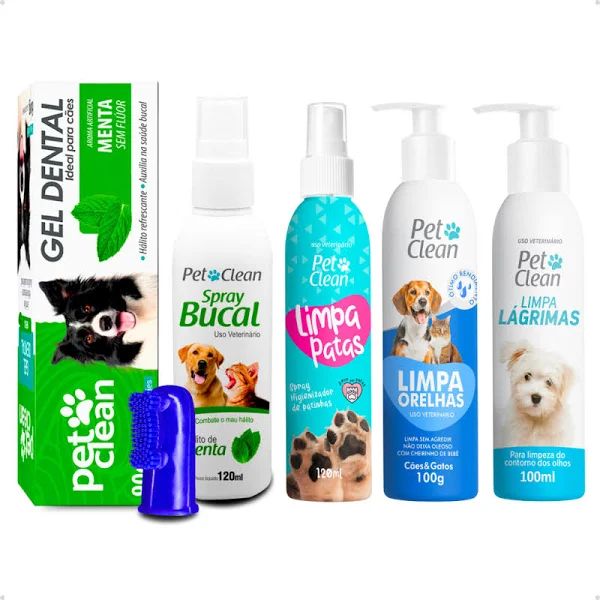 GEL DENTAL
Ideal para cães
AROMA ARTIFICIAL
MENTA
SEM FLÚOR
• Hálito refrescante • Auxilia na saúde bucal
pet
clean
Pet Clean
Spray
Bucal
Uso Veterinário
Combate o mau hálito
menta
120ml
uso veterinário
Pet
Clean
Limpa
Patas
Spray
Higienizador
de patinhas
120ml
Pet
Clean
ÓTIMO RENDIMENTO
LIMPA
ORELHAS
USO VETERINÁRIO
LIMPA SEM AGREDIR
NÃO DEIXA OLEOSO
COM CHEIRINHO DE BEBÊ
Cães&Gatos
100g
USO VETERINÁRIO
Pet
Clean
LIMPA
LÁGRIMAS
Para limpeza do
contorno dos olhos
100ml